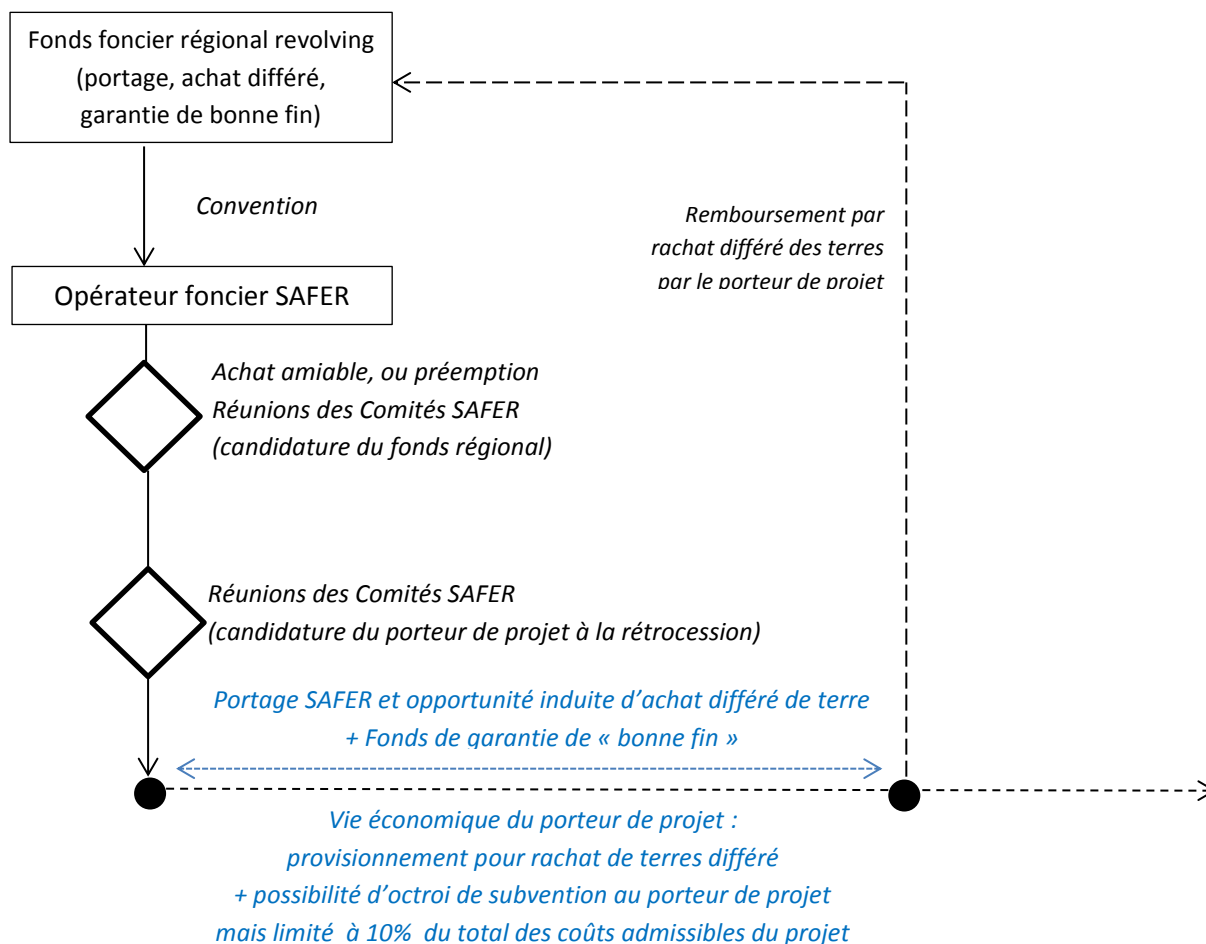 Fonds foncier régional revolving
(portage, achat différé,
garantie de bonne fin)
Convention
Remboursement par
rachat différé des terres
par le porteur de projet
Opérateur foncier SAFER
Achat amiable, ou préemption
Réunions des Comités SAFER
(candidature du fonds régional)
Réunions des Comités SAFER
(candidature du porteur de projet à la rétrocession)
Portage SAFER et opportunité induite d’achat différé de terre
+ Fonds de garantie de « bonne fin »
Vie économique du porteur de projet :
provisionnement pour rachat de terres différé
+ possibilité d’octroi de subvention au porteur de projet
mais limité à 10% du total des coûts admissibles du projet